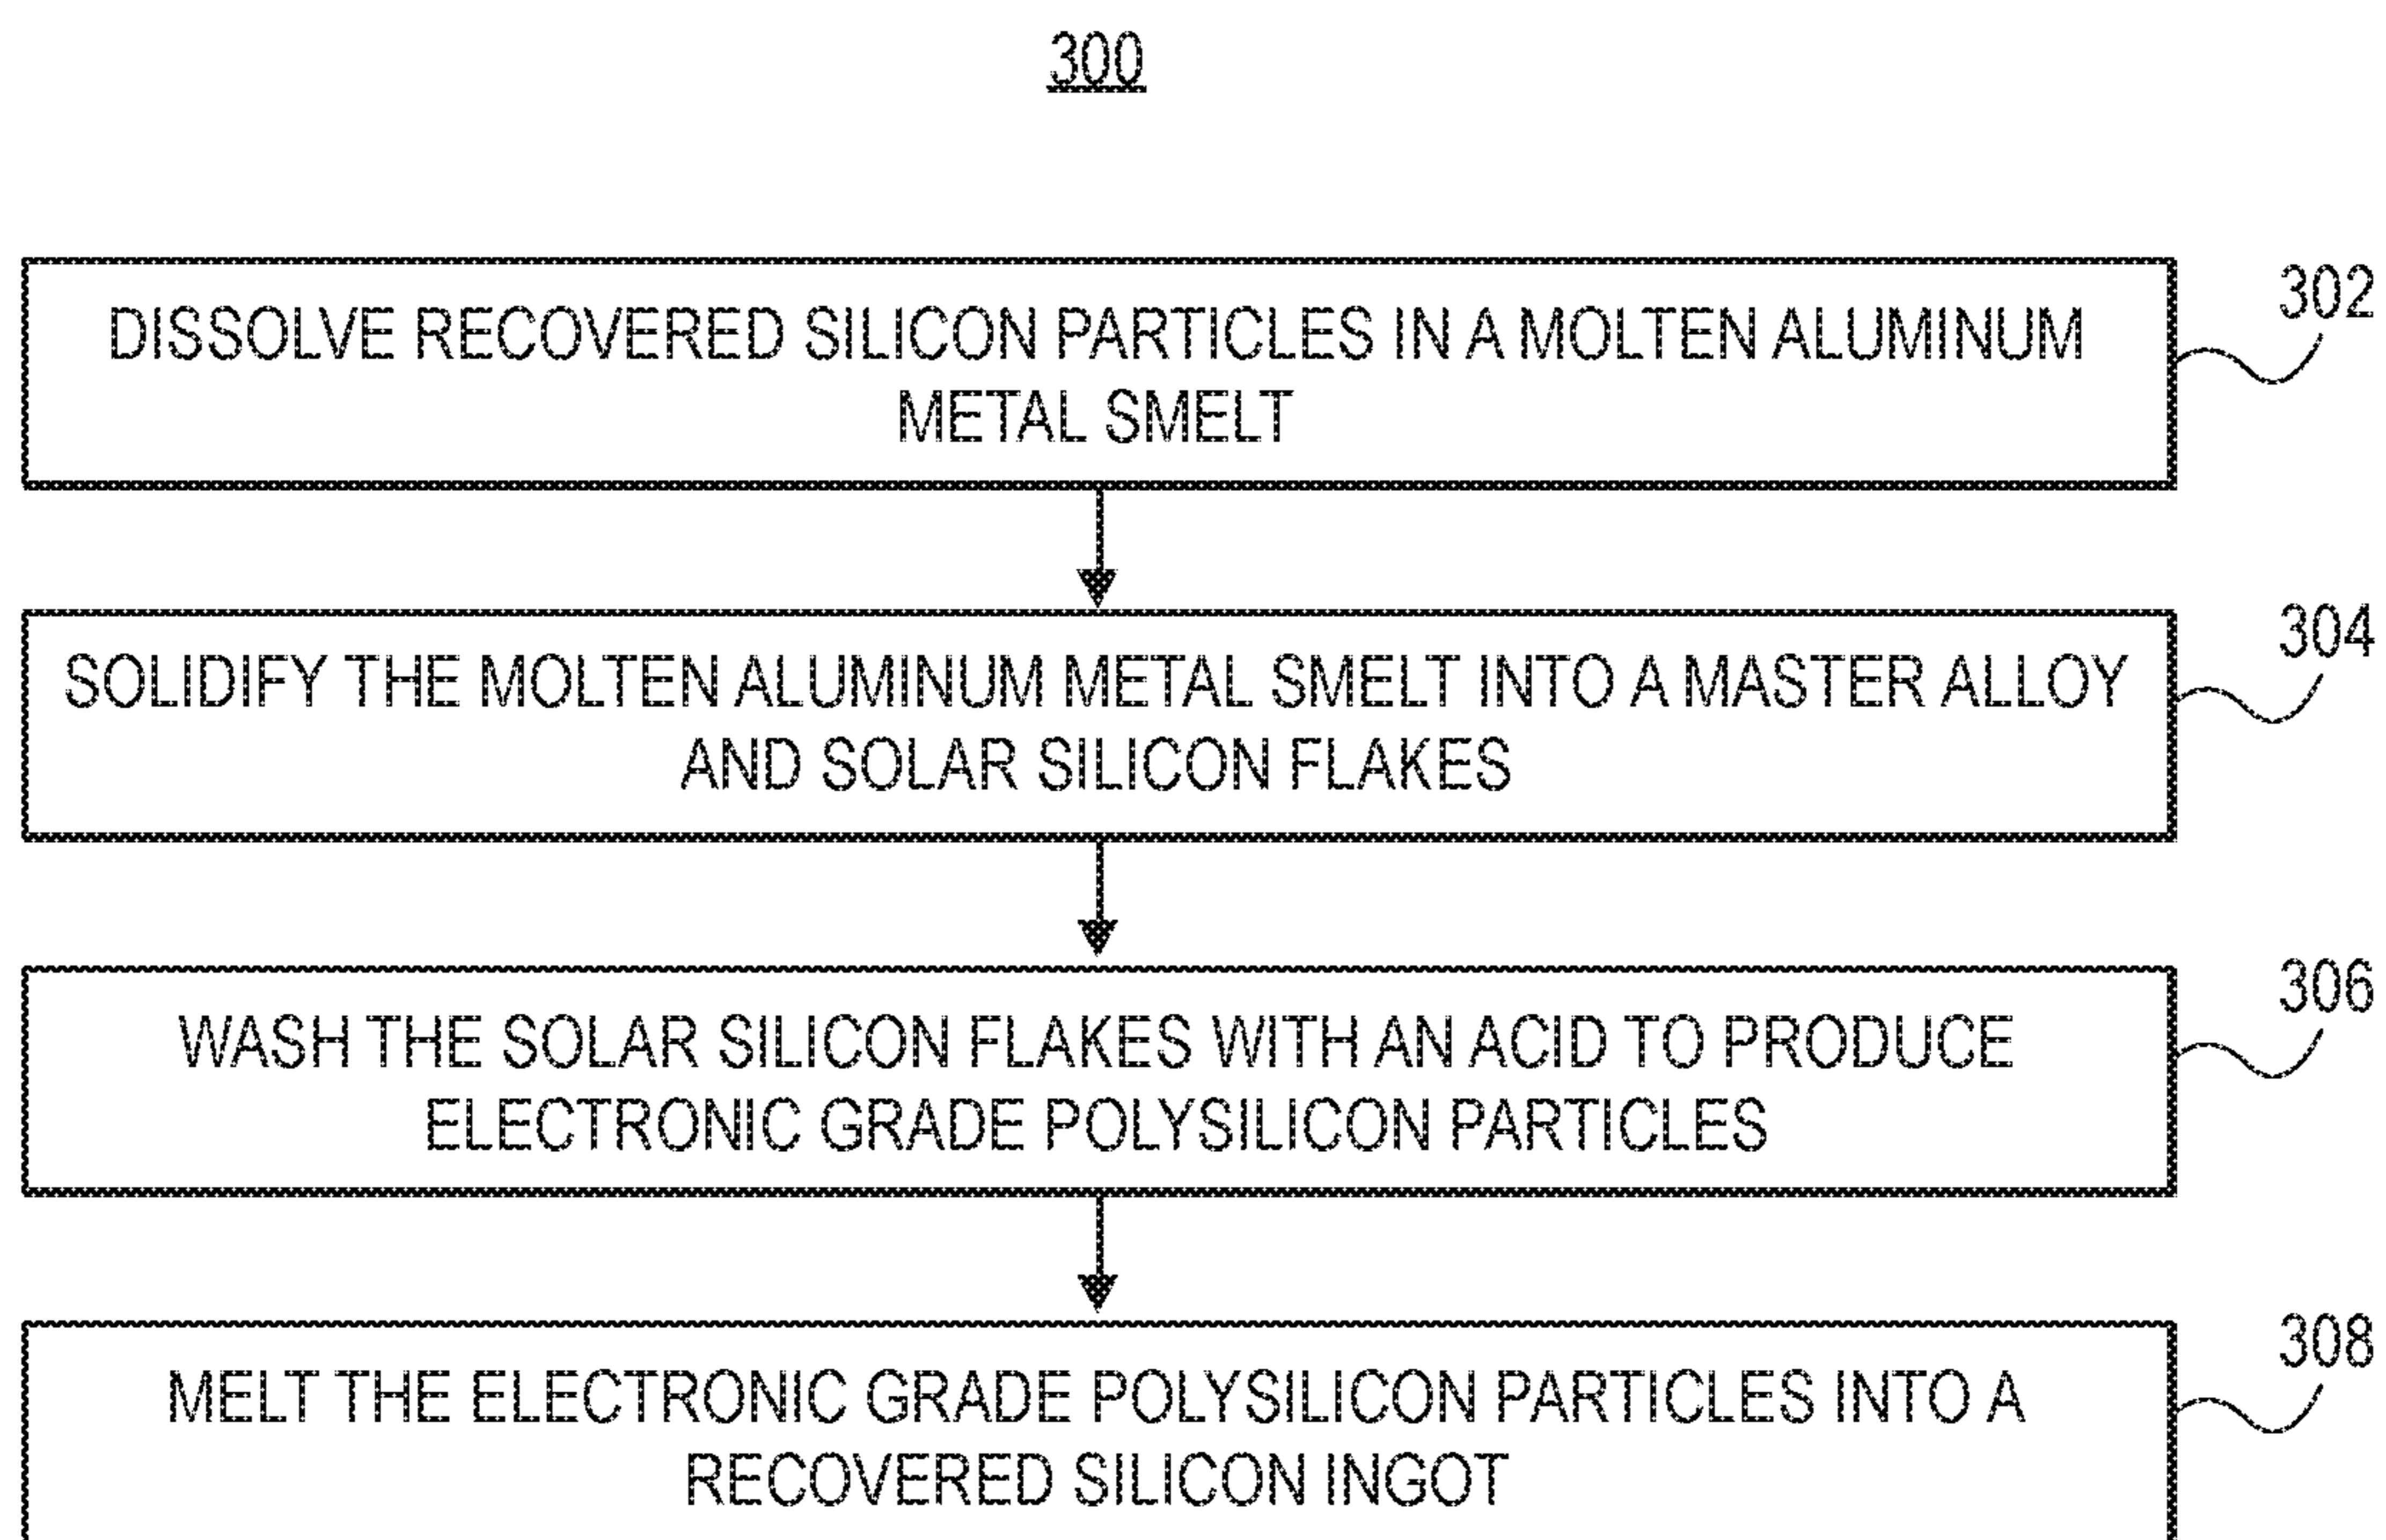 300
302
DISSOLVE RECOVERED SILICON PARTICLES IN A MOLTEN ALUMINUM
METAL SMELT
304
SOLIDIFY THE MOLTEN ALUMINUM METAL SMELT INTO A MASTER ALLOY
AND SOLAR SILICON FLAKES
306
WASH THE SOLAR SILICON FLAKES WITH AN ACID TO PRODUCE
ELECTRONIC GRADE POLYSILICON PARTICLES
308
MELT THE ELECTRONIC GRADE POLYSILICON PARTICLES INTO A
RECOVERED SILICON INGOT